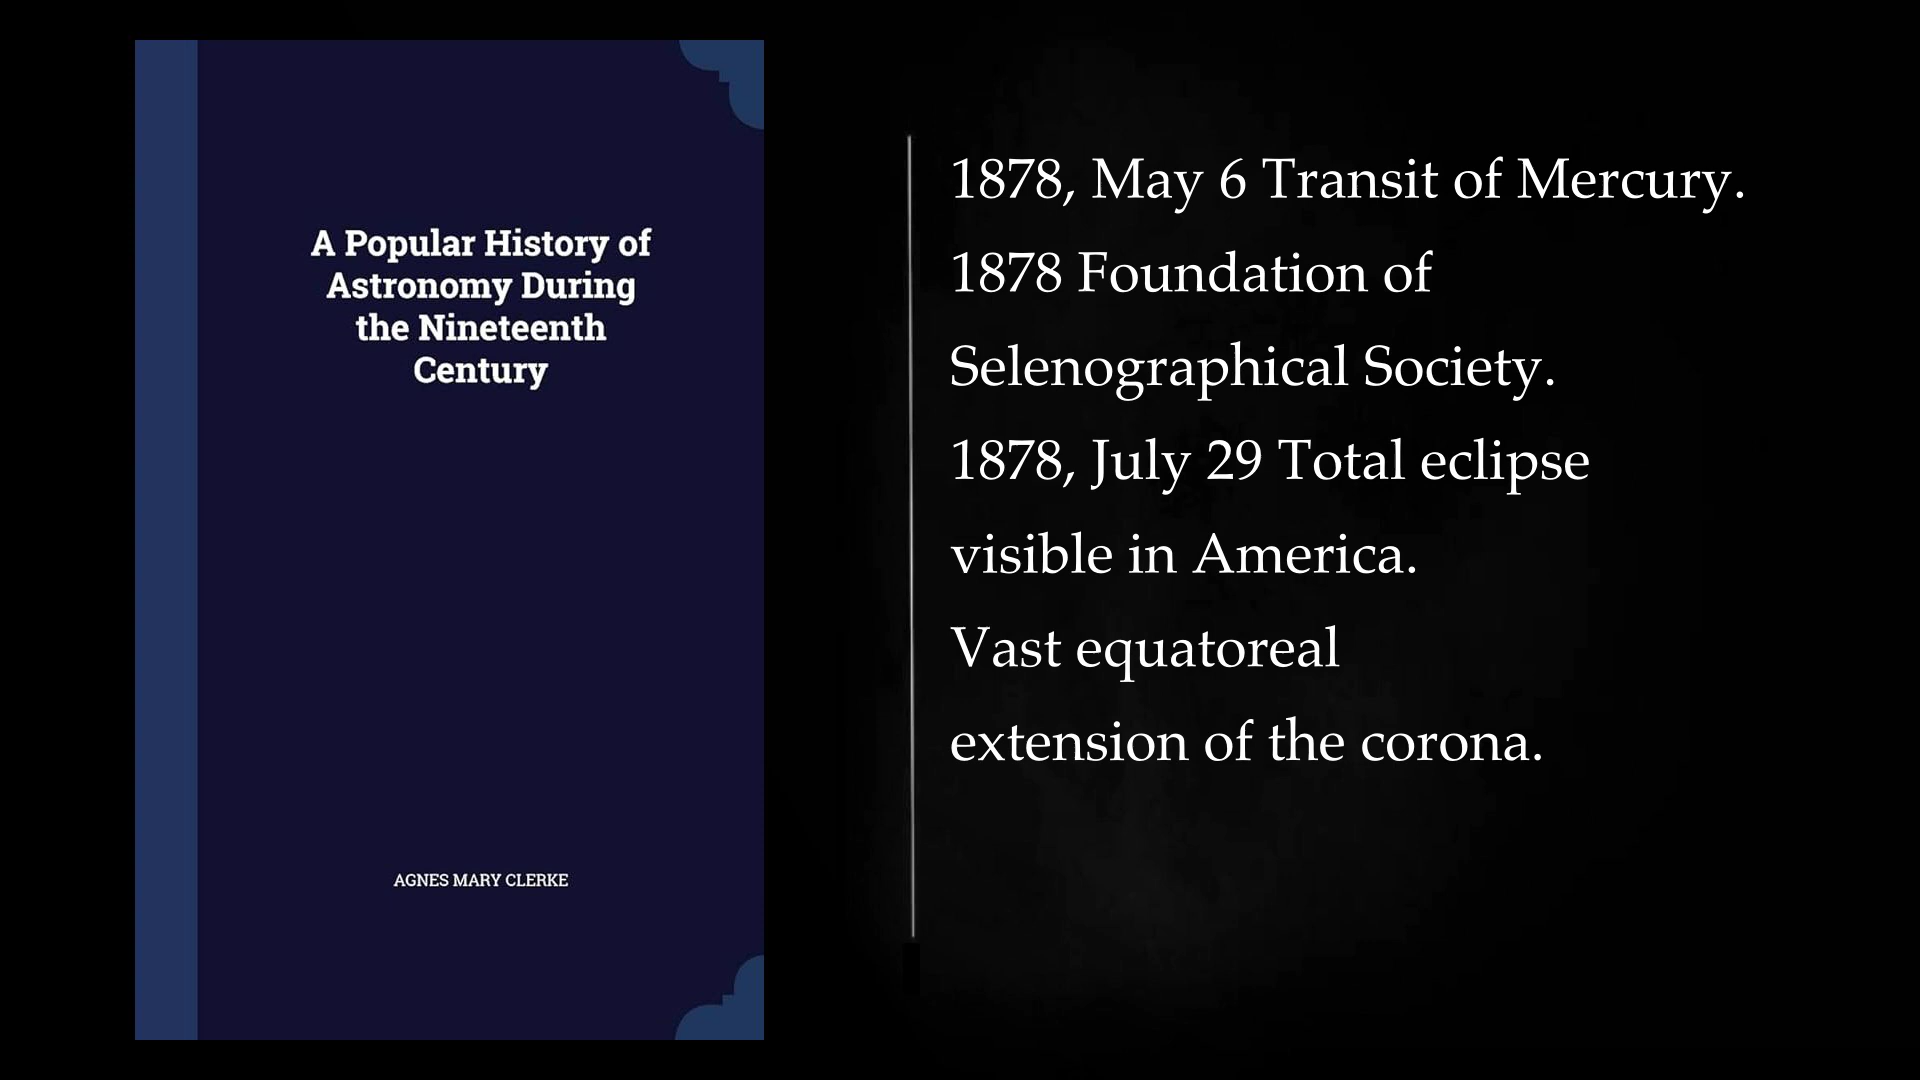 A Popular History of
Astronomy During
the Nineteenth
Century
AGNES MARY CLERKE
1878, May 6 Transit of Mercury.
1878 Foundation of
Selenographical Society.
1878, July 29 Total eclipse
visible in America.
Vast equatoreal
extension of the corona.